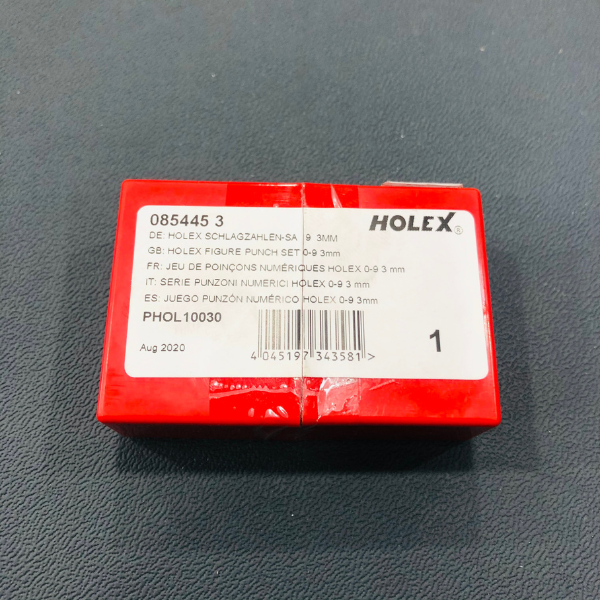 085445 3
HOLEX®
DE: HOLEX SCHLAGZAHLEN-SA 9 3MM
GB: HOLEX FIGURE PUNCH SET 0-9 3mm
FR: JEU DE POINÇONS NUMÉRIQUES HOLEX 0-9 3 mm
IT: SERIE PUNZONI NUMERICI HOLEX 0-9 3 mm
ES: JUEGO PUNZÓN NUMÉRICO HOLEX 0-9 3mm
PHOL10030
Aug 2020
4 045197 343581 >
1